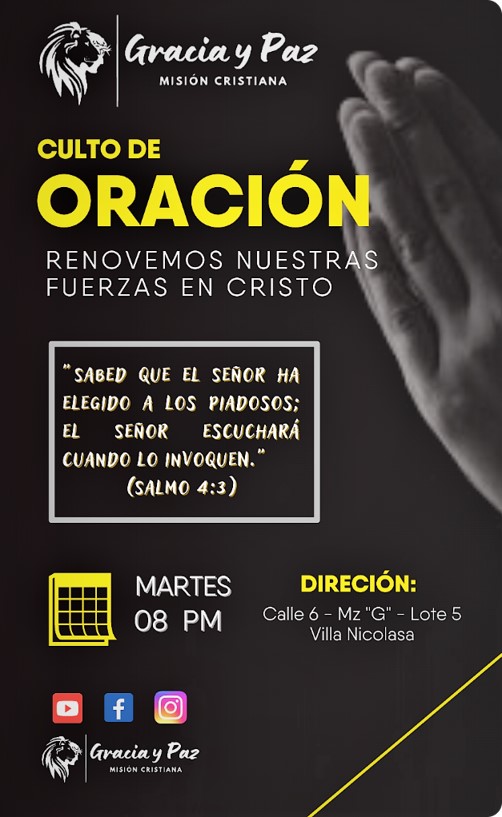 Gracia y Paz
MISIÓN CRISTIANA
CULTO DE
ORACIÓN
RENOVEMOS NUESTRAS
FUERZAS EN CRISTO
"SABED QUE EL SEÑOR HA
ELEGIDO A LOS PIADOSOS;
EL SEÑOR ESCUCHARÁ
CUANDO LO INVOQUEN."
(SALMO 4:3)
MARTES
08 PM
DIRECIÓN:
Calle 6 - Mz "G" - Lote 5
Villa Nicolasa
Gracia y Paz
MISIÓN CRISTIANA